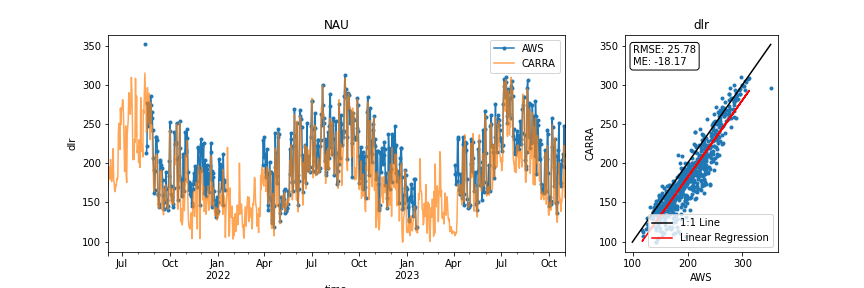 NAU
dlr
350
300
250
200
150
100
dlr
AWS
CARRA
Jul
Oct
Jan
2022
Apr
Jul
Oct
Jan
2023
Apr
Jul
Oct
time
dlr
350
300
250
200
150
100
CARRA
RMSE: 25.78
ME: -18.17
1:1 Line
Linear Regression
100
200
300
AWS